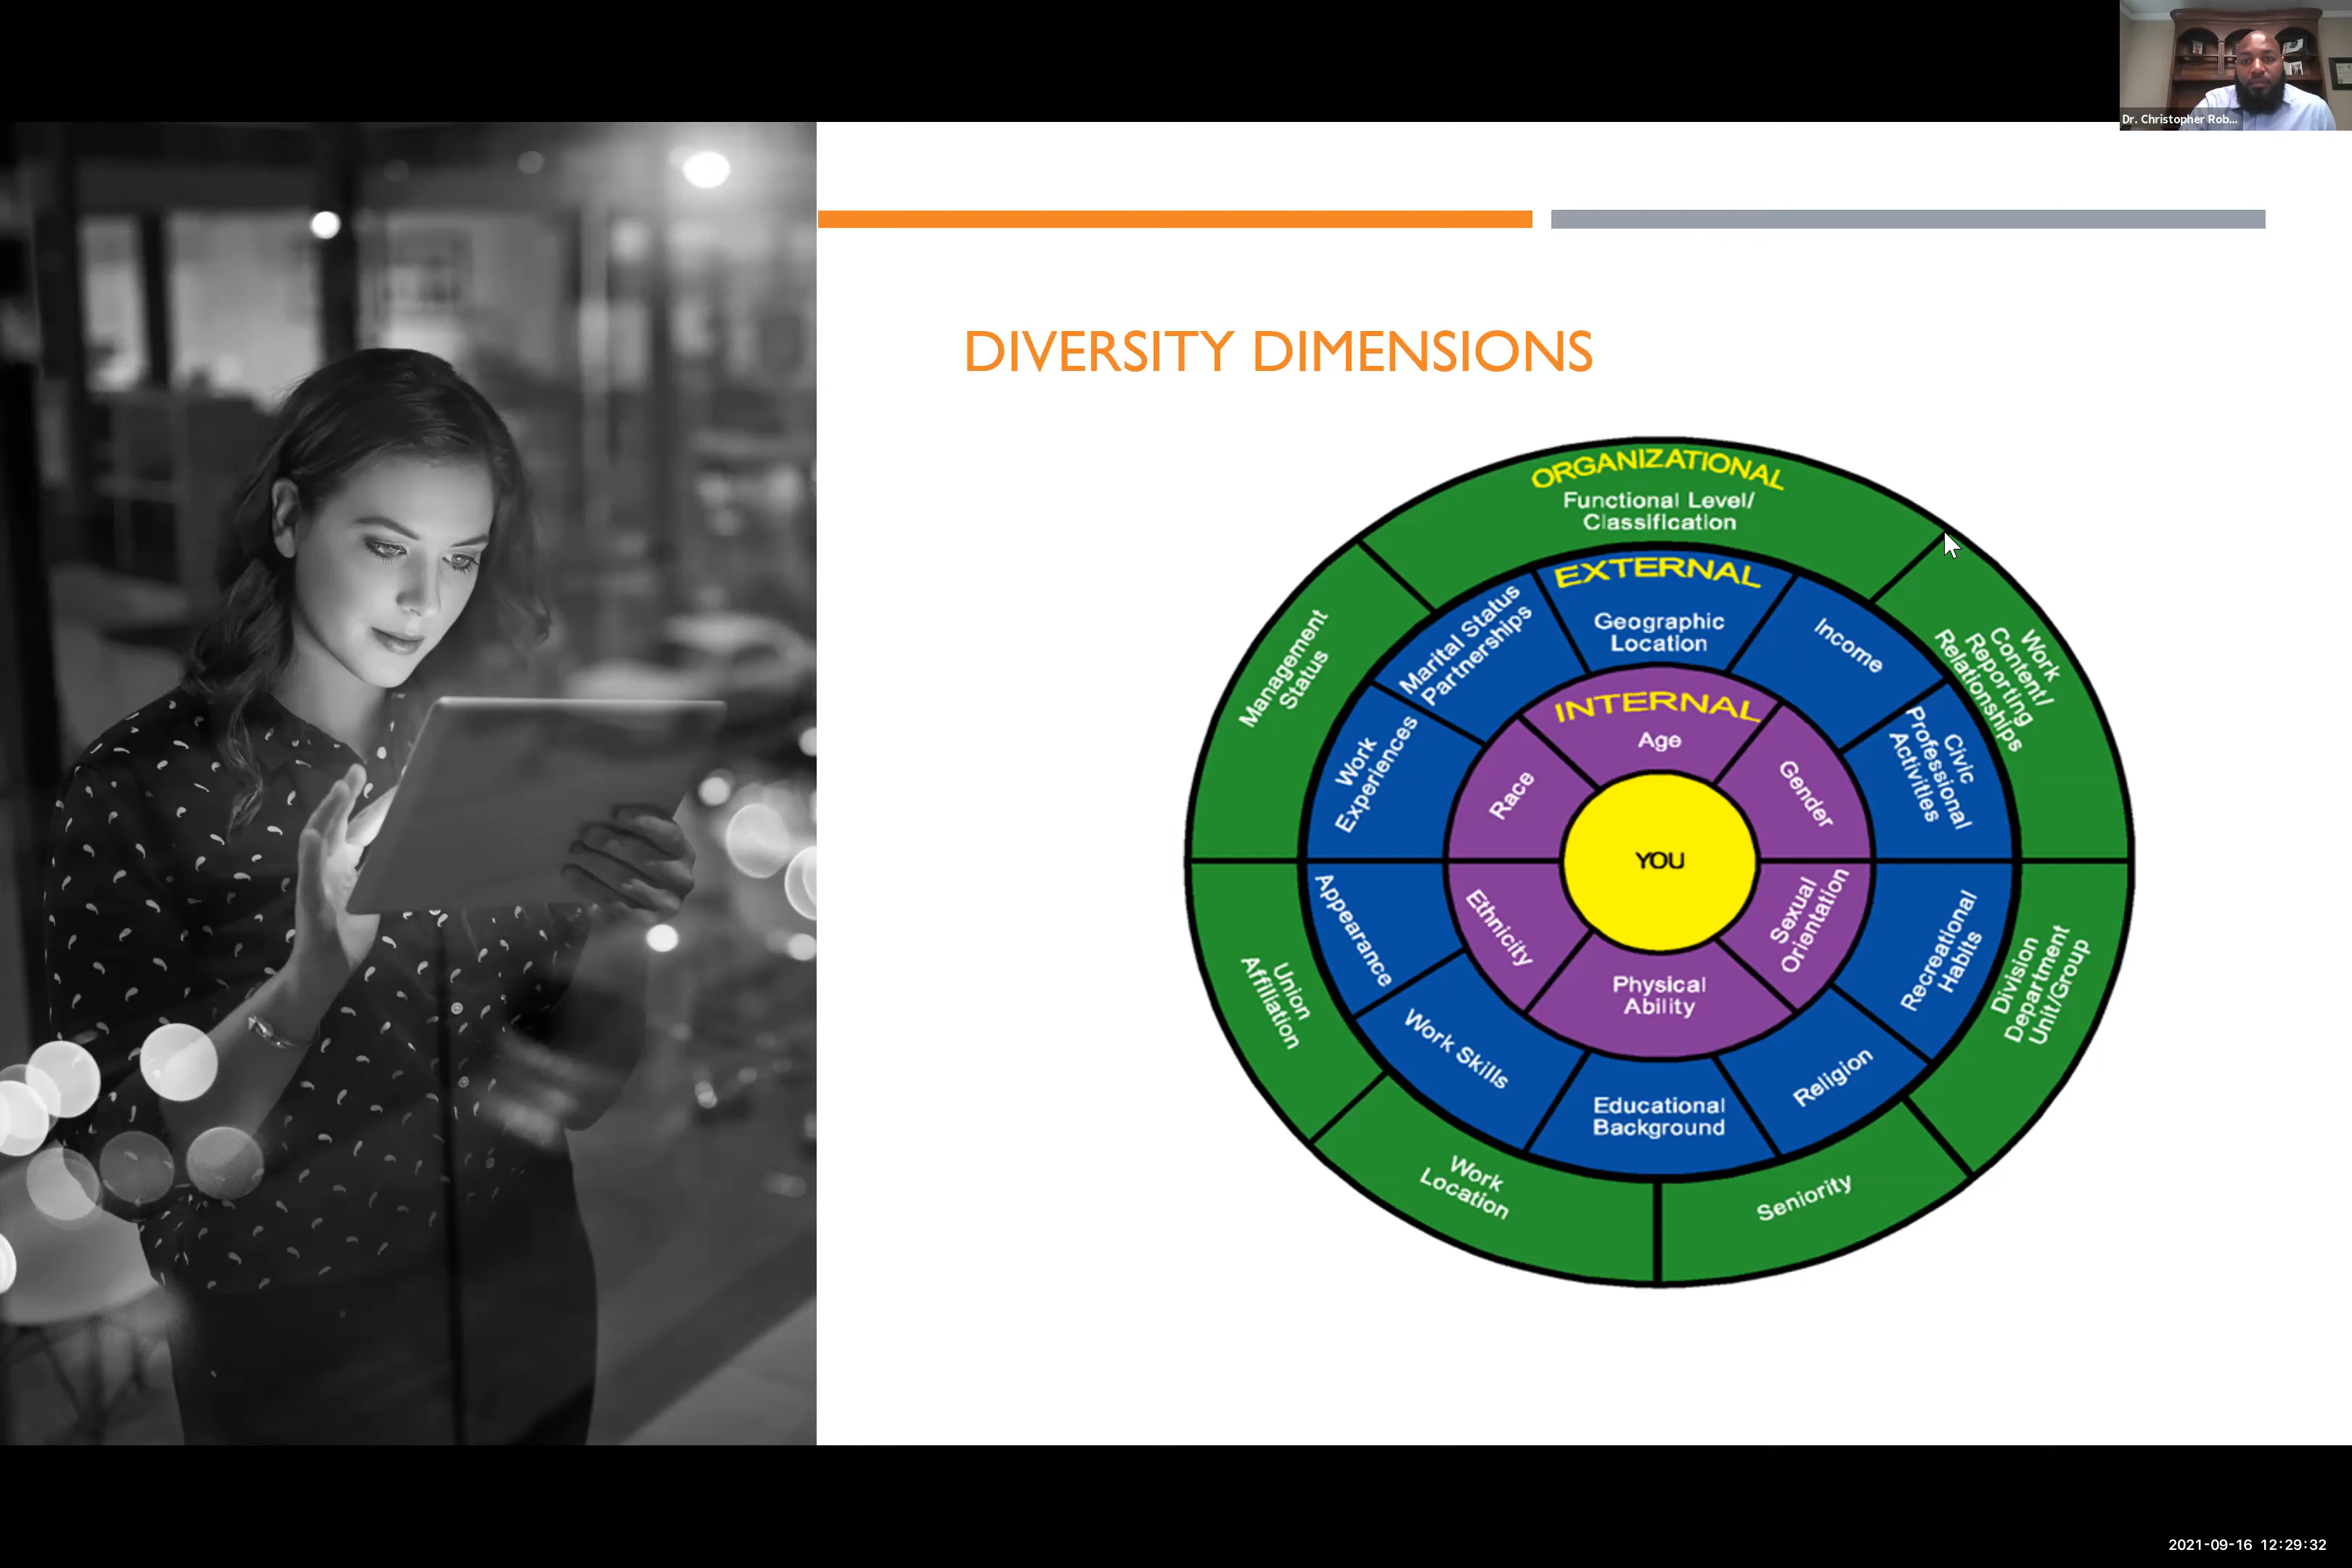 Dr. Christopher Rob...
DIVERSITY DIMENSIONS
ORGANIZATIONAL
Functional Level/
Classification
Work
Content/
Reporting
Relationships
Division
Department
Unit/Group
Seniority
Work
Location
Union
Affiliation
Management
Status
EXTERNAL
Geographic
Location
Income
Civic
Professional
Activities
Recreational
Habits
Religion
Educational
Background
Work Skills
Appearance
Work
Experiences
Marital Status
Partnerships
INTERNAL
Age
Gender
Sexual
Orientation
Physical
Ability
Ethnicity
Race
YOU
2021-09-16 12:29:32